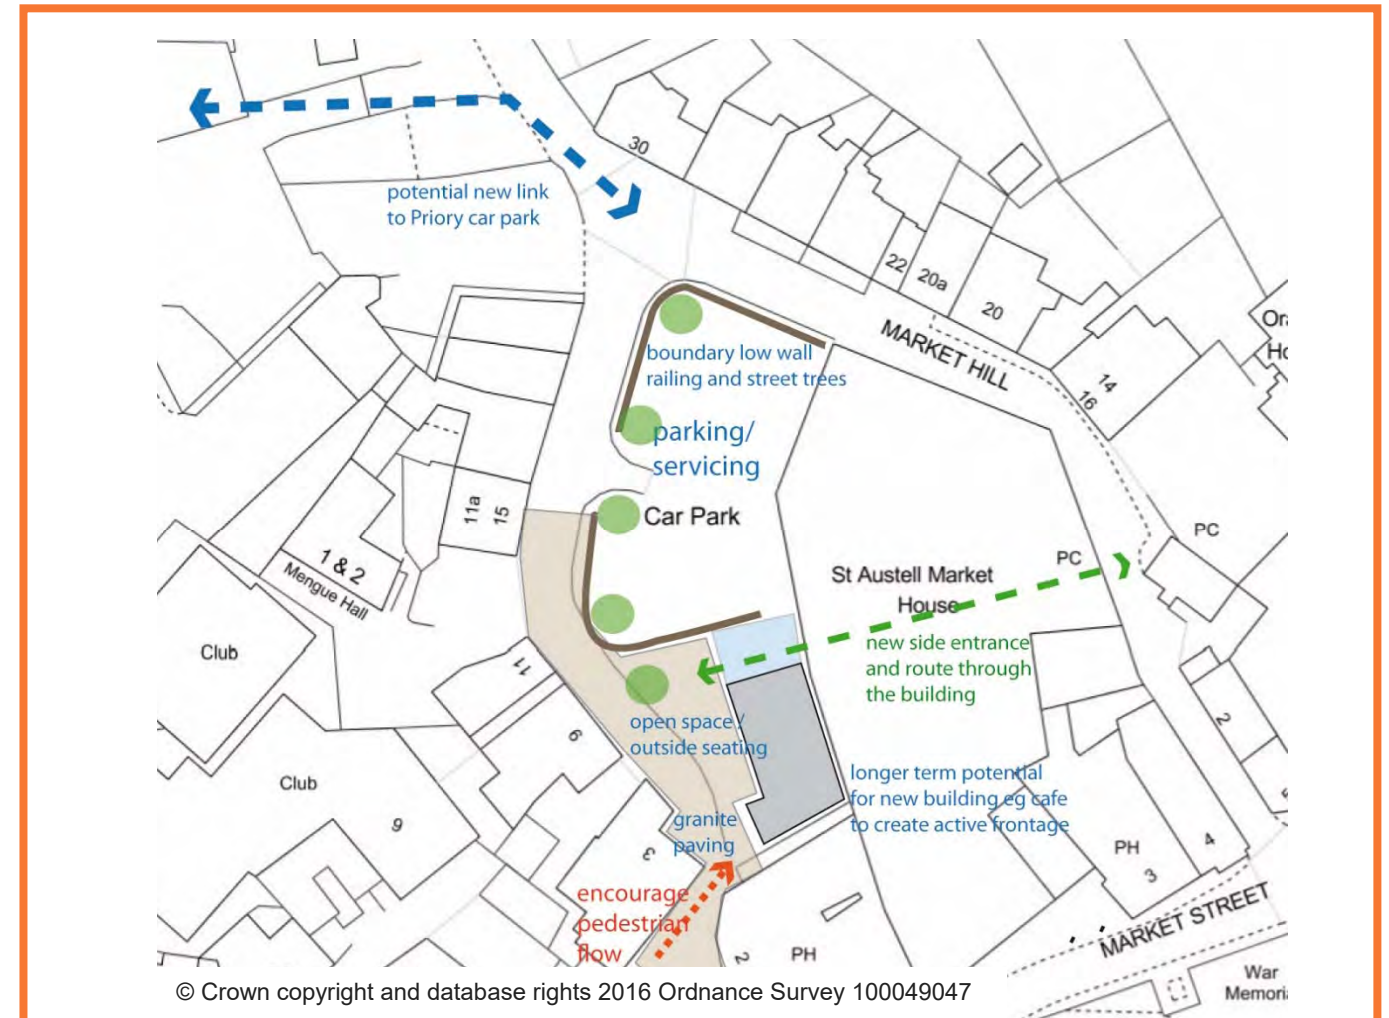 30
potential new link
to Priory car park
22
20a
20
MARKET HILL
14
16
boundary low wall
railing and street trees
parking/
servicing
Car Park
11a
15
1 & 2
Mengue Hall
PC
PC
St Austell Market
House
new side entrance
and route through
the building
Club
11
9
2
open space /
outside seating
Club
9
longer term potential
for new building eg cafe
to create active frontage
granite
paving
3
PH
3
4
encourage
pedestrian
flow
2
PH
MARKET STREET
War
© Crown copyright and database rights 2016 Ordnance Survey 100049047